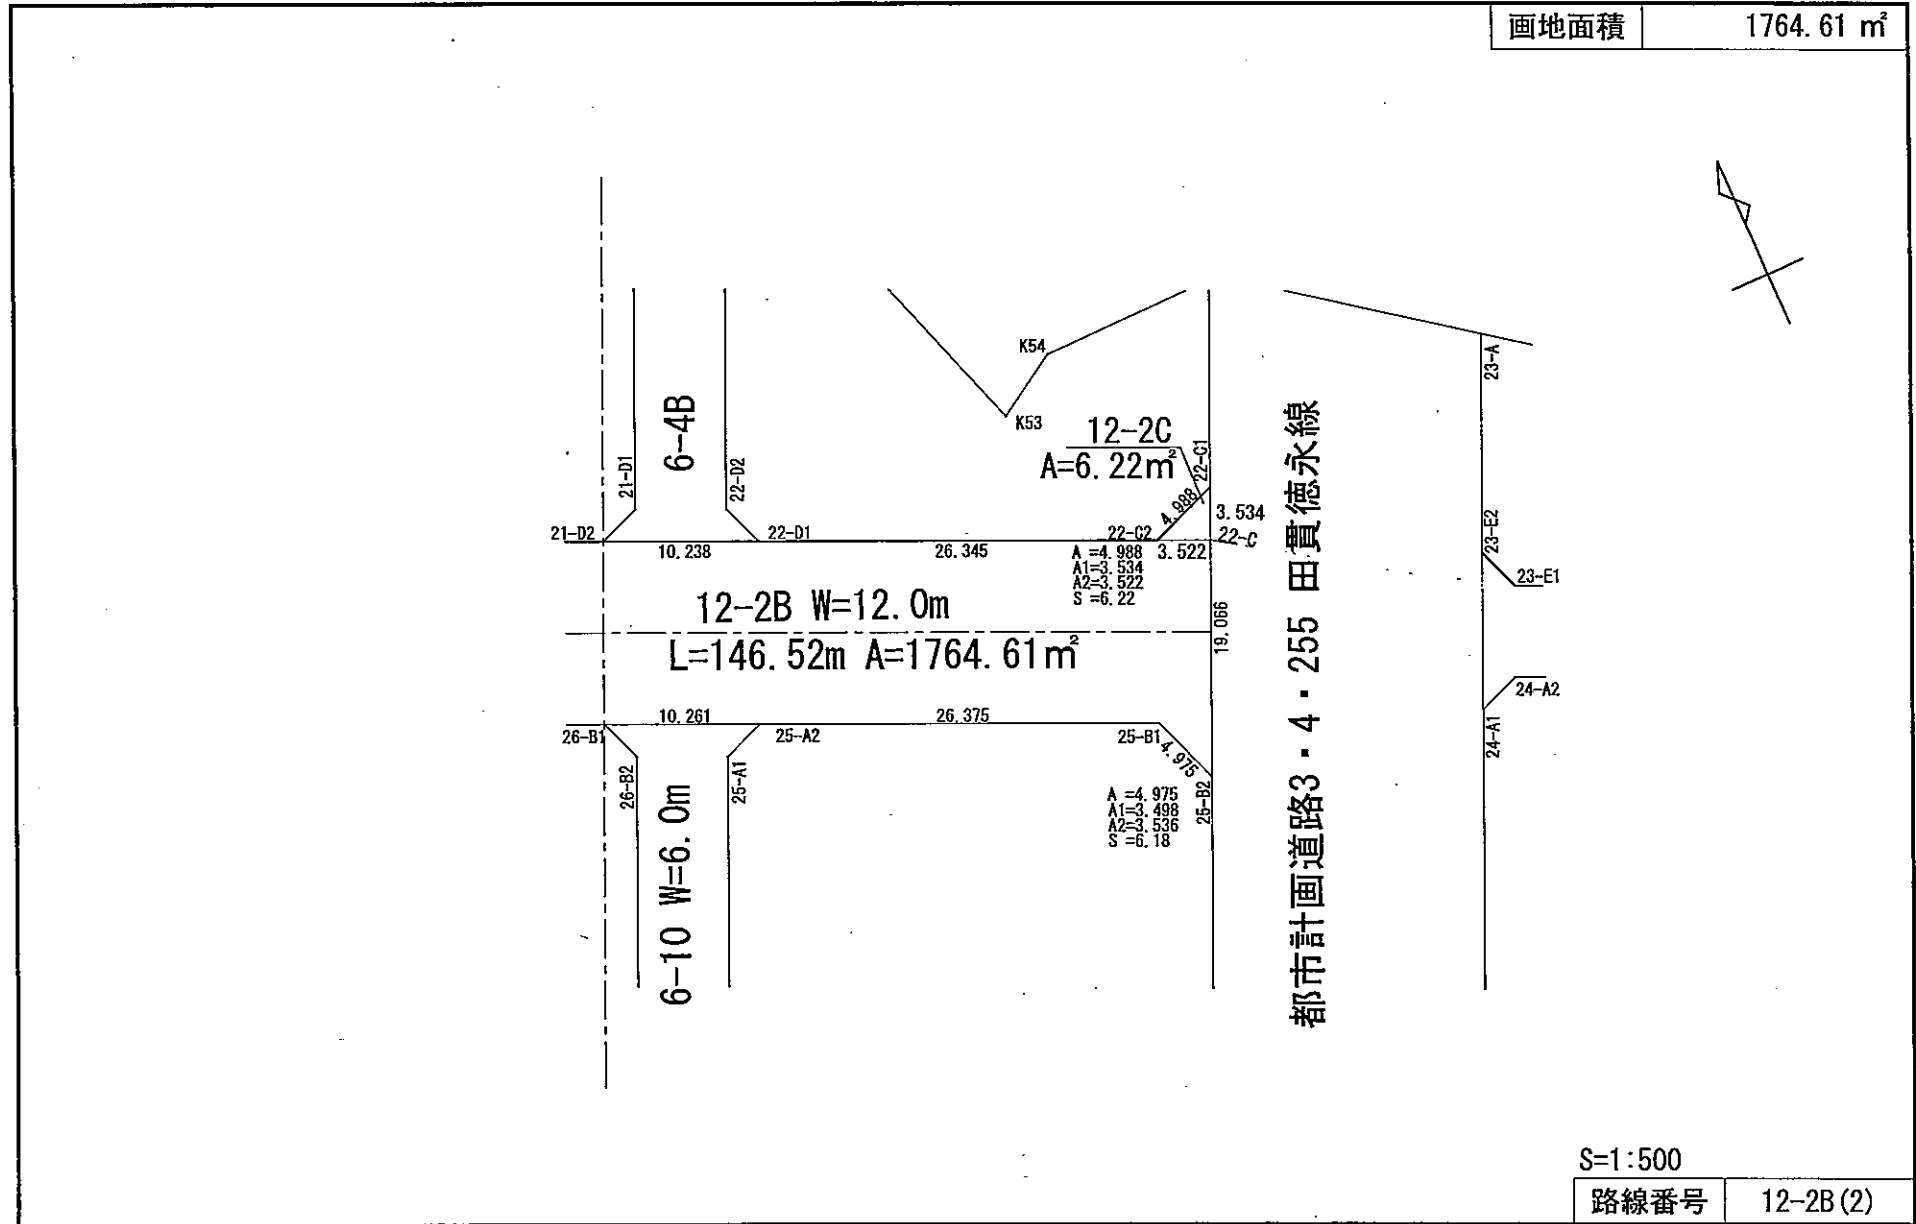 画地面積 1764.61 ㎡
K54
K53
23-A
6-4B
21-D1
22-D2
12-2C
A=6.22㎡
22-C1
4.988
3.534
22-C
21-D2
10.238
22-D1
26.345
22-C2
3.522
A =4.988
A1=3.534
A2=3.522
S =6.22
23-E2
23-E1
12-2B W=12.0m
L=146.52m A=1764.61㎡
19.066
都市計画道路3・4・255 田貫徳永線
24-A2
24-A1
10.261
26.375
26-B1
25-A2
25-B1
4.975
26-B2
25-A1
25-B2
A =4.975
A1=3.498
A2=3.536
S =6.18
6-10 W=6.0m
S=1:500
路線番号 12-2B(2)